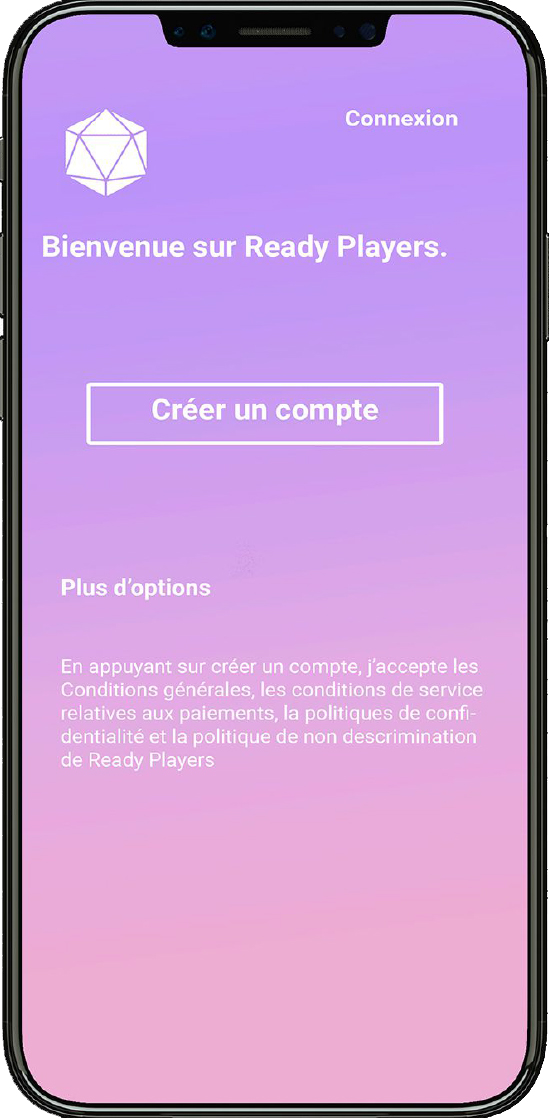 Connexion
Bienvenue sur Ready Players.
Créer un compte
Plus d’options
En appuyant sur créer un compte, j’accepte les
Conditions générales, les conditions de service
relatives aux paiements, la politiques de confi-
dentialité et la politique de non descrimination
de Ready Players